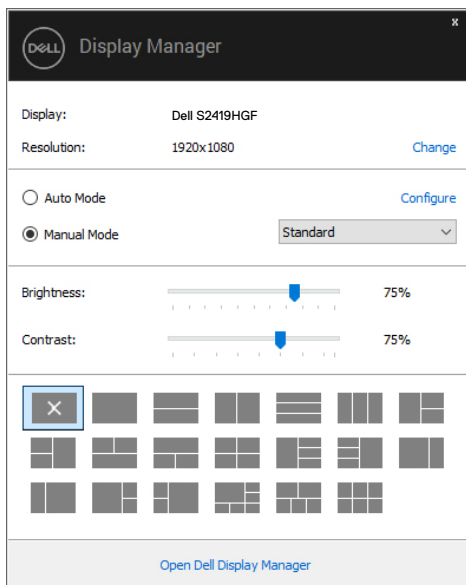 x
DELL Display Manager
Display: Dell S2419HGF
Resolution: 1920x1080 Change
Auto Mode Configure
Manual Mode Standard
Brightness: 75%
Contrast: 75%
Open Dell Display Manager